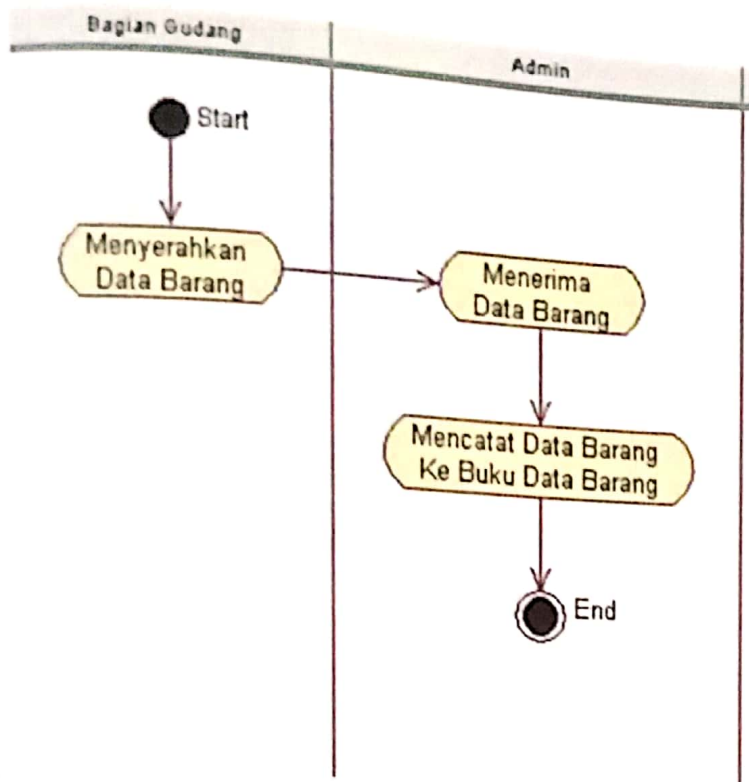 Bagian Gudang
Admin
Start
Menyerahkan
Data Barang
Menerima
Data Barang
Mencatat Data Barang
Ke Buku Data Barang
End